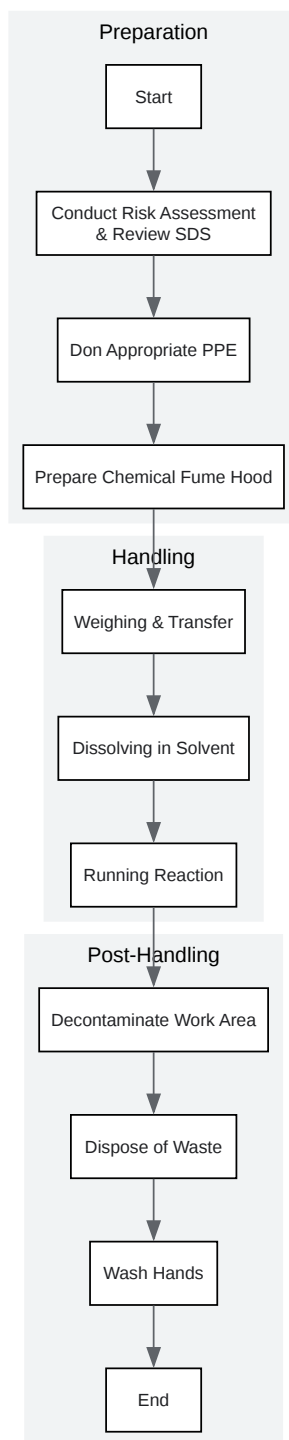 Preparation
Start
Conduct Risk Assessment
& Review SDS
Don Appropriate PPE
Prepare Chemical Fume Hood
Handling
Weighing & Transfer
Dissolving in Solvent
Running Reaction
Post-Handling
Decontaminate Work Area
Dispose of Waste
Wash Hands
End